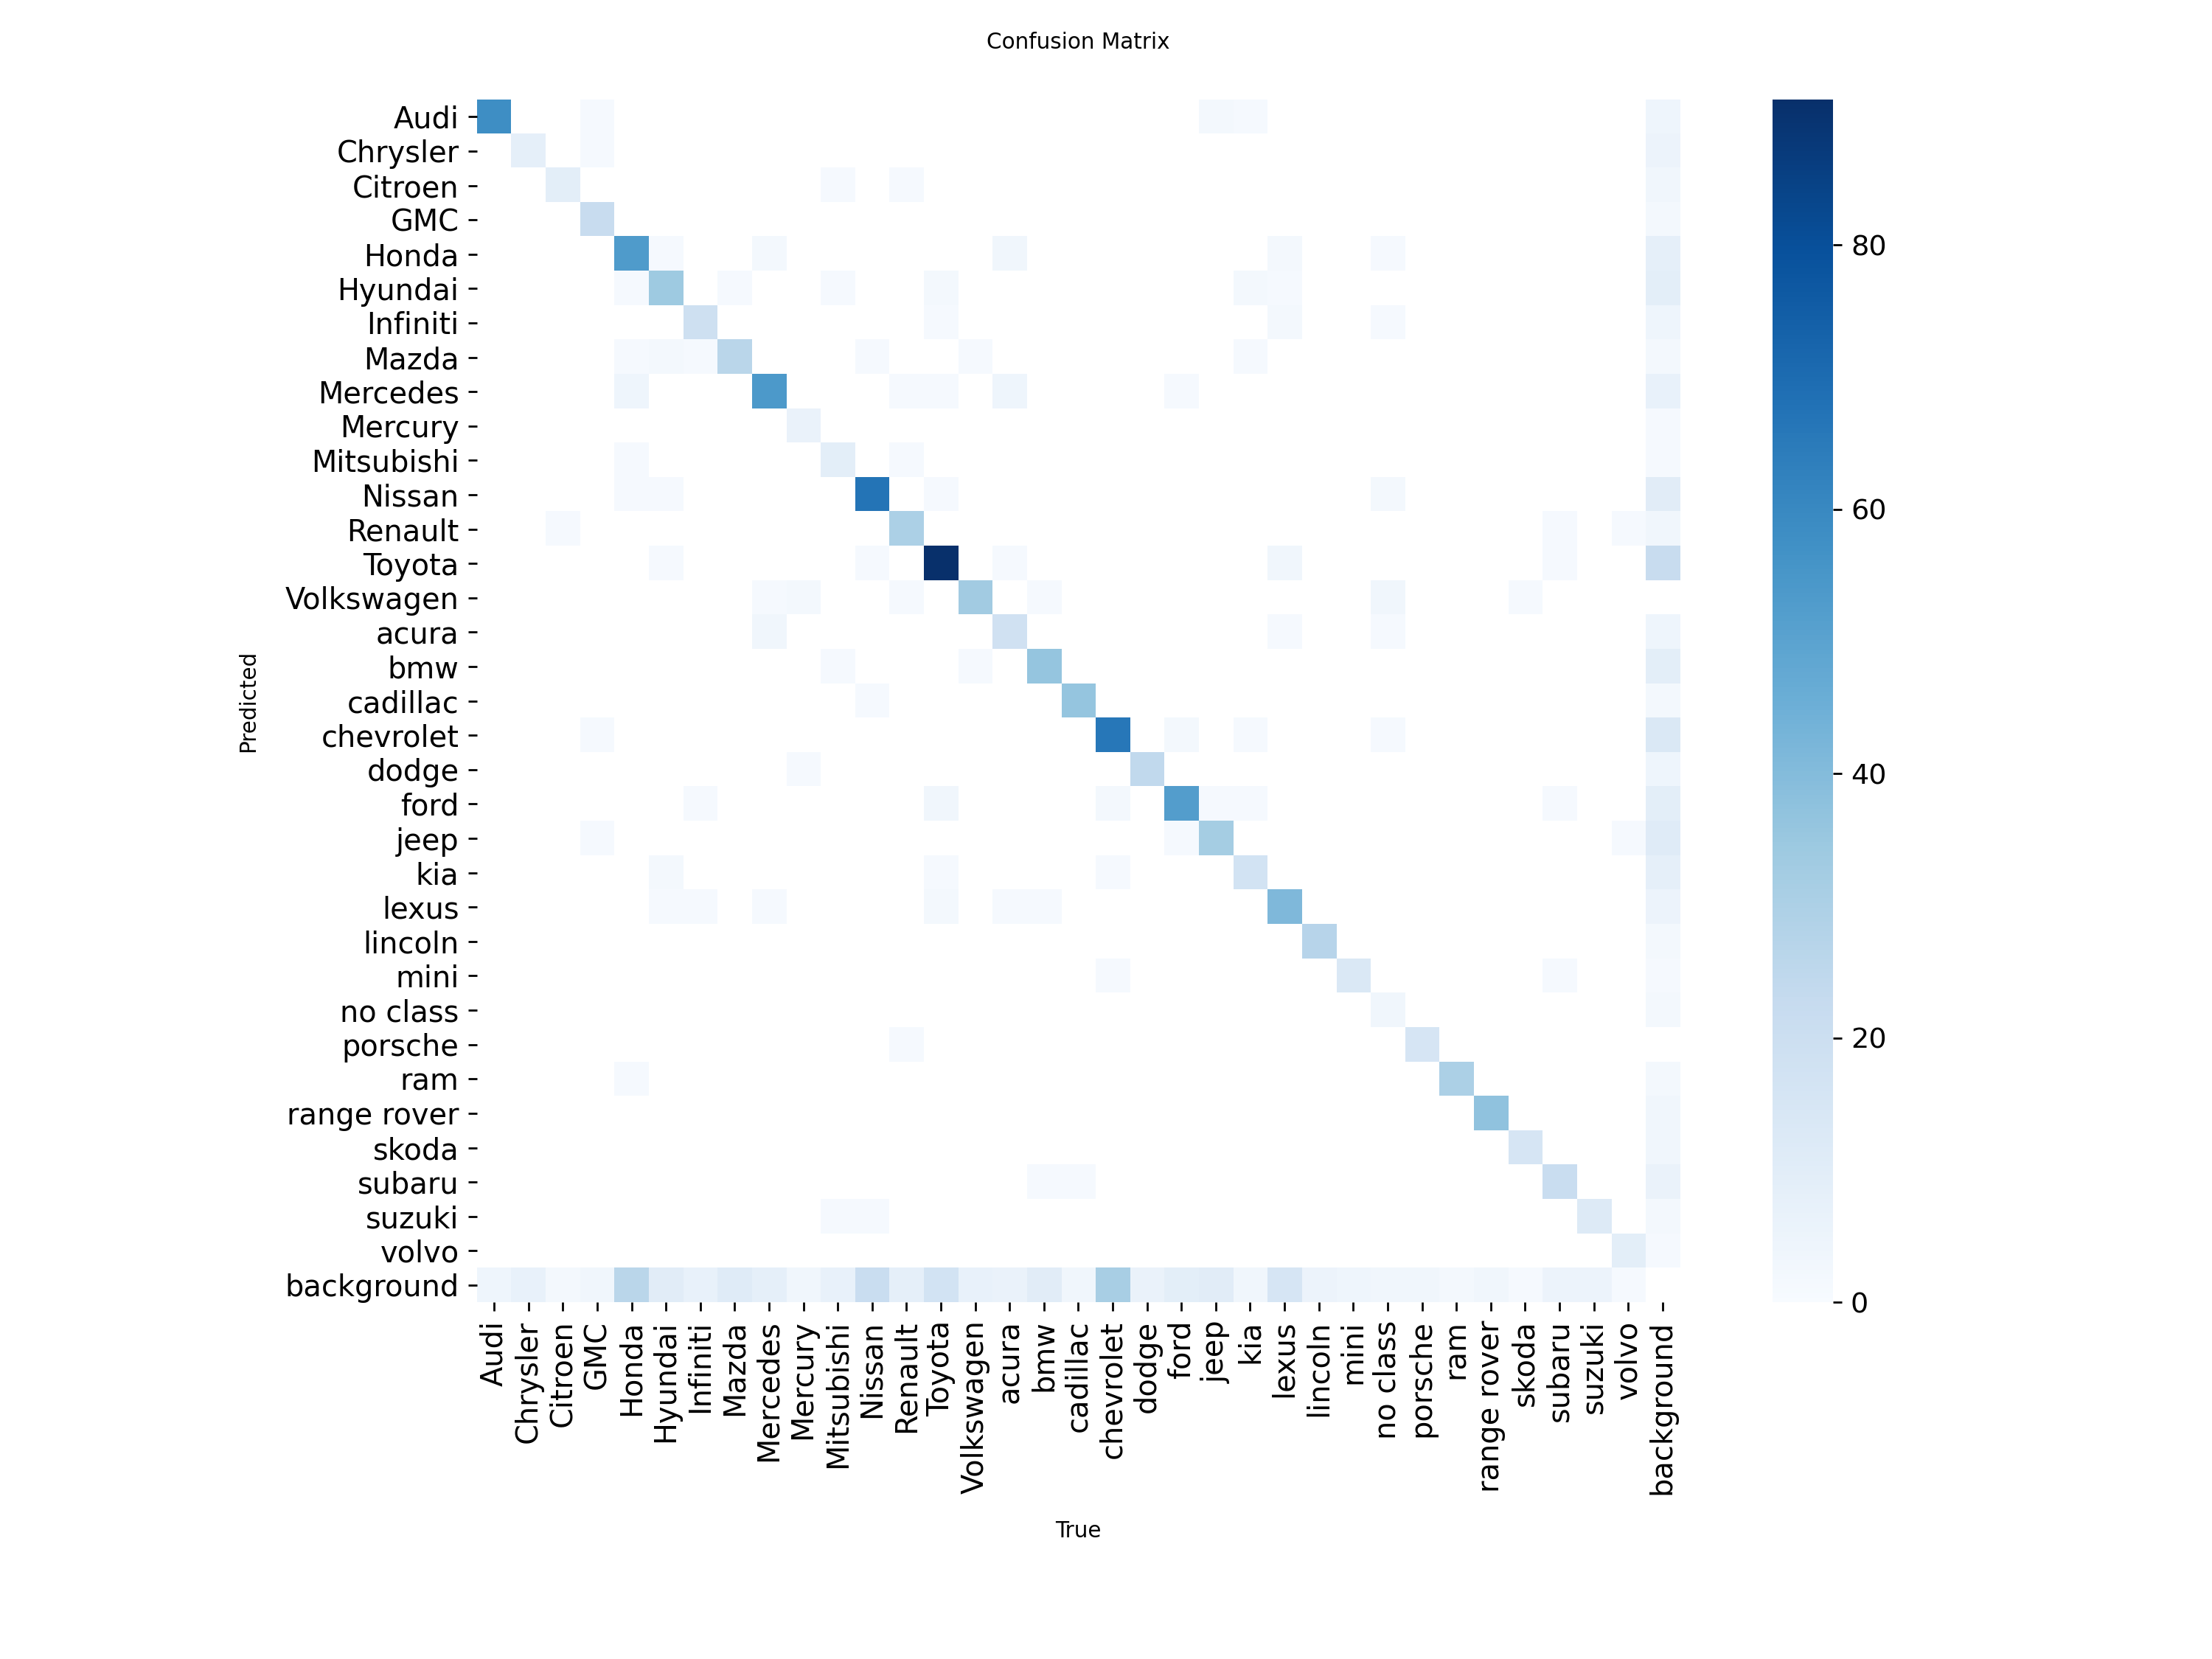 Confusion Matrix
Audi
Chrysler
Citroen
GMC
Honda
Hyundai
Infiniti
Mazda
Mercedes
Mercury
Mitsubishi
Nissan
Renault
Toyota
Volkswagen
acura
bmw
cadillac
chevrolet
dodge
ford
jeep
kia
lexus
lincoln
mini
no class
porsche
ram
range rover
skoda
subaru
suzuki
volvo
background
Predicted
Audi
Chrysler
Citroen
GMC
Honda
Hyundai
Infiniti
Mazda
Mercedes
Mercury
Mitsubishi
Nissan
Renault
Toyota
Volkswagen
acura
bmw
cadillac
chevrolet
dodge
ford
jeep
kia
lexus
lincoln
mini
no class
porsche
ram
range rover
skoda
subaru
suzuki
volvo
background
True
80
60
40
20
0